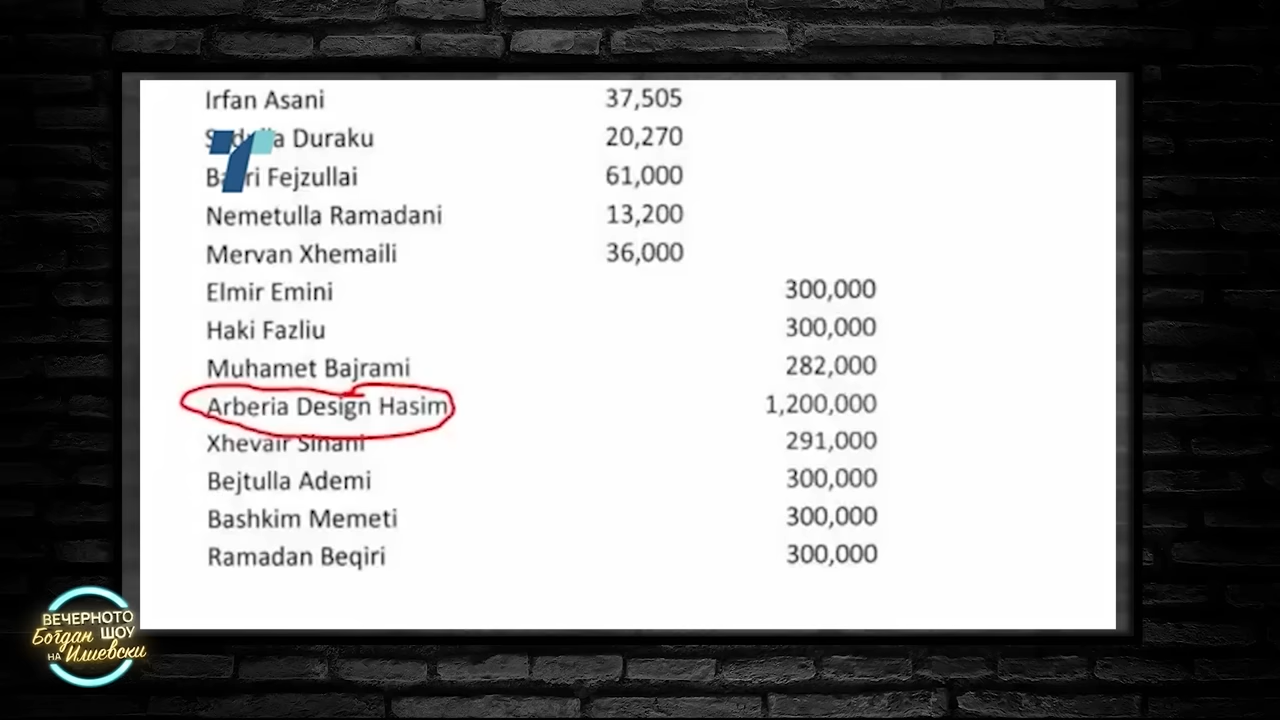 Irfan Asani 37,505
Duraku 20,270
Fejzullai 61,000
Nemetulla Ramadani 13,200
Mervan Xhemaili 36,000
Elmir Emini 300,000
Haki Fazliu 300,000
Muhamet Bajrami 282,000
Arberia Design Hasim 1,200,000
Xhevair Sinani 291,000
Bejtulla Ademi 300,000
Bashkim Memeti 300,000
Ramadan Beqiri 300,000
ВЕЧЕРНОТО
Богдан ШОУ
НА Илиевски